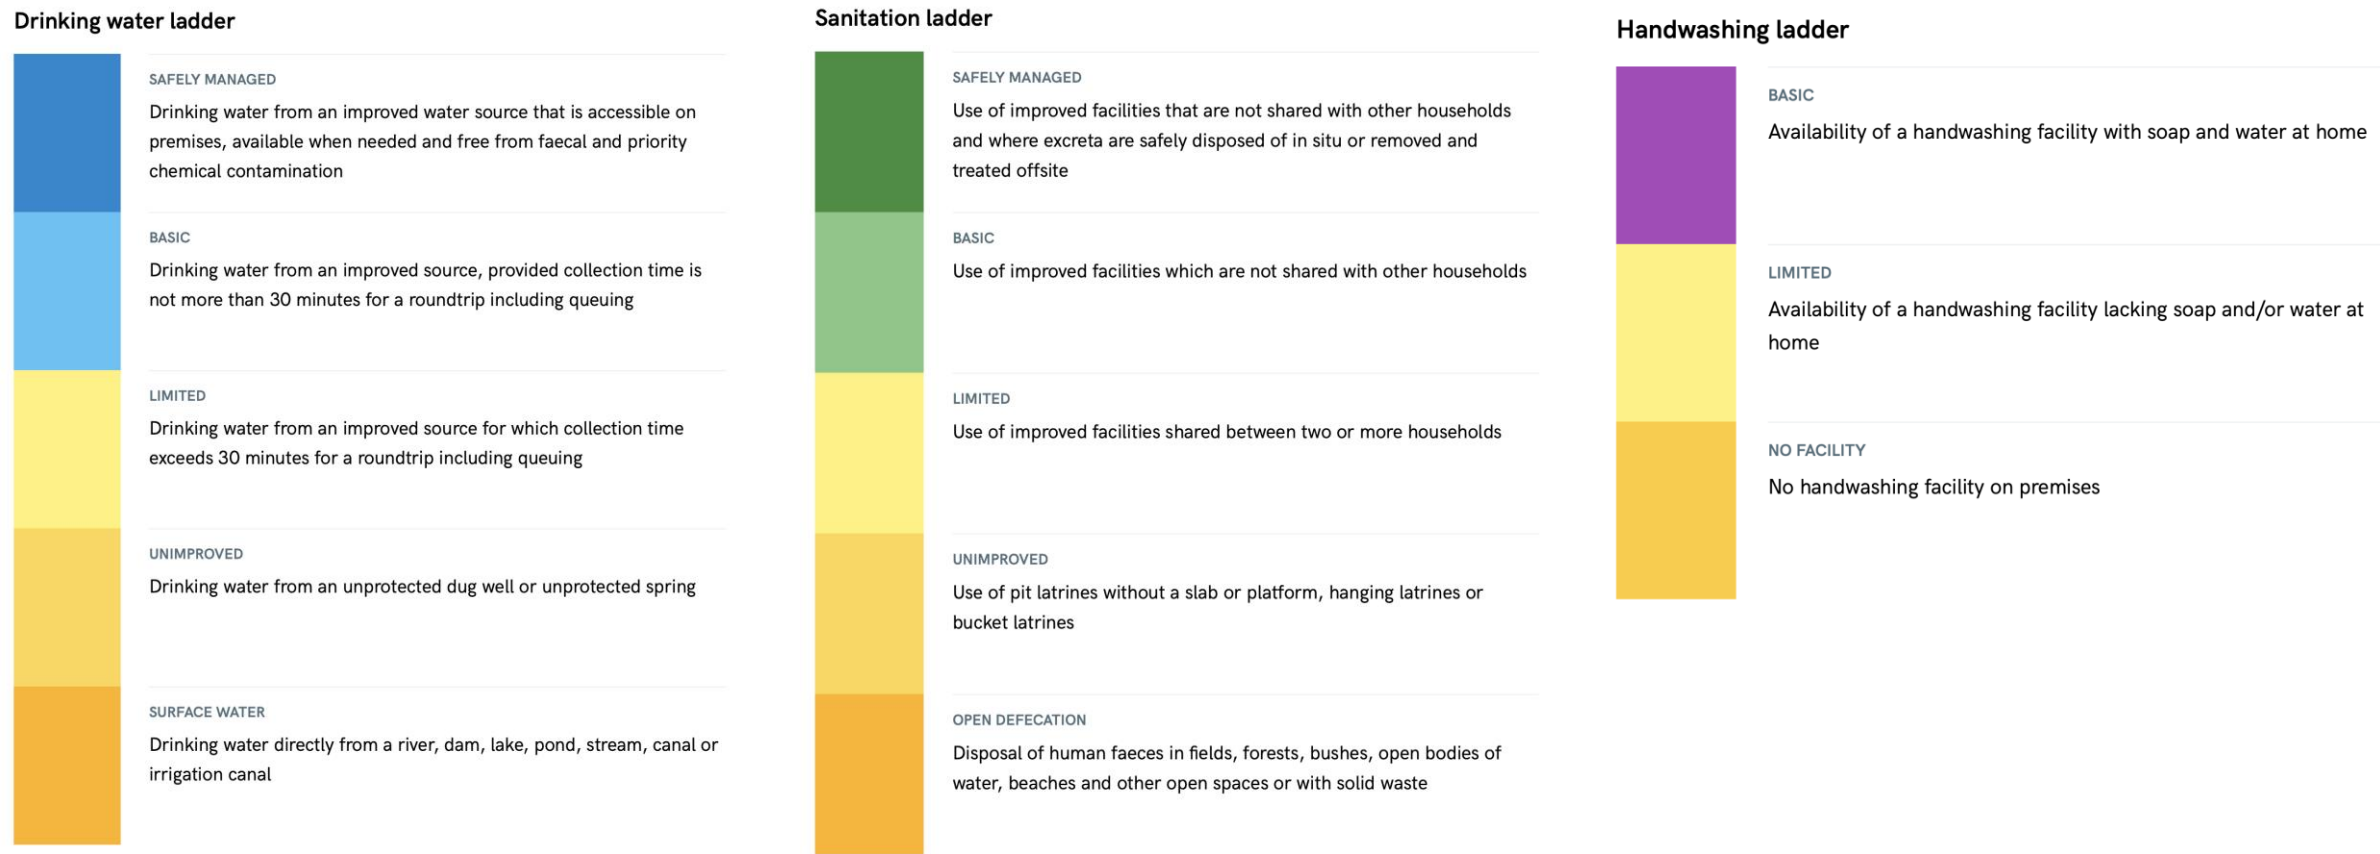 Drinking water ladder
SAFELY MANAGED
Drinking water from an improved water source that is accessible on
premises, available when needed and free from faecal and priority
chemical contamination
BASIC
Drinking water from an improved source, provided collection time is
not more than 30 minutes for a roundtrip including queuing
LIMITED
Drinking water from an improved source for which collection time
exceeds 30 minutes for a roundtrip including queuing
UNIMPROVED
Drinking water from an unprotected dug well or unprotected spring
SURFACE WATER
Drinking water directly from a river, dam, lake, pond, stream, canal or
irrigation canal
Sanitation ladder
SAFELY MANAGED
Use of improved facilities that are not shared with other households
and where excreta are safely disposed of in situ or removed and
treated offsite
BASIC
Use of improved facilities which are not shared with other households
LIMITED
Use of improved facilities shared between two or more households
UNIMPROVED
Use of pit latrines without a slab or platform, hanging latrines or
bucket latrines
OPEN DEFECATION
Disposal of human faeces in fields, forests, bushes, open bodies of
water, beaches and other open spaces or with solid waste
Handwashing ladder
BASIC
Availability of a handwashing facility with soap and water at home
LIMITED
Availability of a handwashing facility lacking soap and/or water at
home
NO FACILITY
No handwashing facility on premises